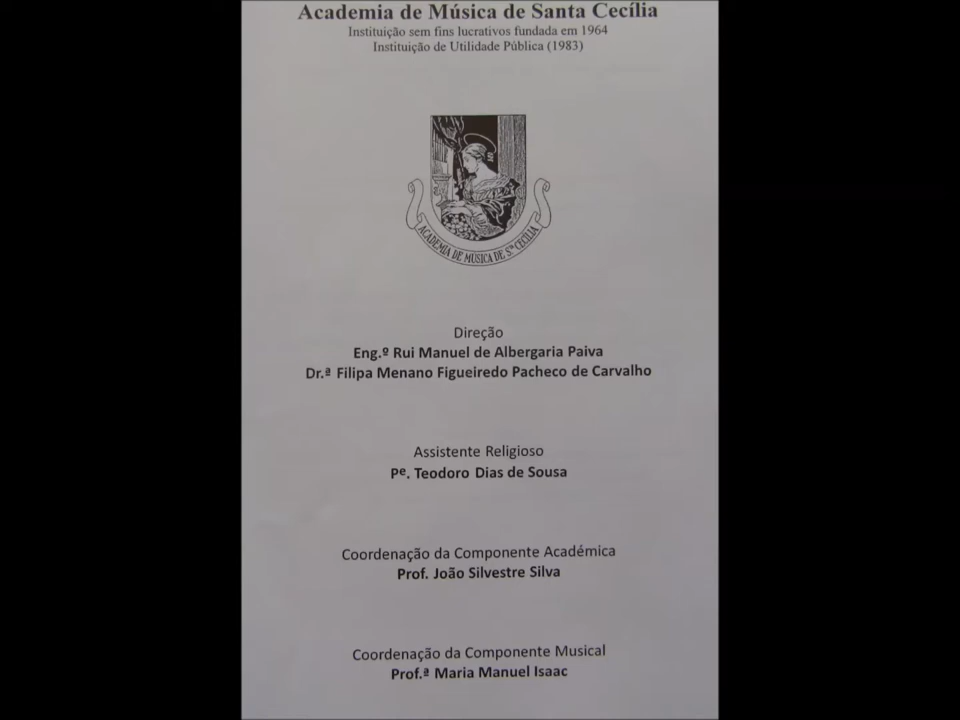 Academia de Música de Santa Cecília
Instituição sem fins lucrativos fundada em 1964
Instituição de Utilidade Pública (1983)
ACADEMIA DE MÚSICA DE S.TA CECÍLIA
Direção
Eng.º Rui Manuel de Albergaria Paiva
Dr.ª Filipa Menano Figueiredo Pacheco de Carvalho
Assistente Religioso
Pe. Teodoro Dias de Sousa
Coordenação da Componente Académica
Prof. João Silvestre Silva
Coordenação da Componente Musical
Prof.ª Maria Manuel Isaac